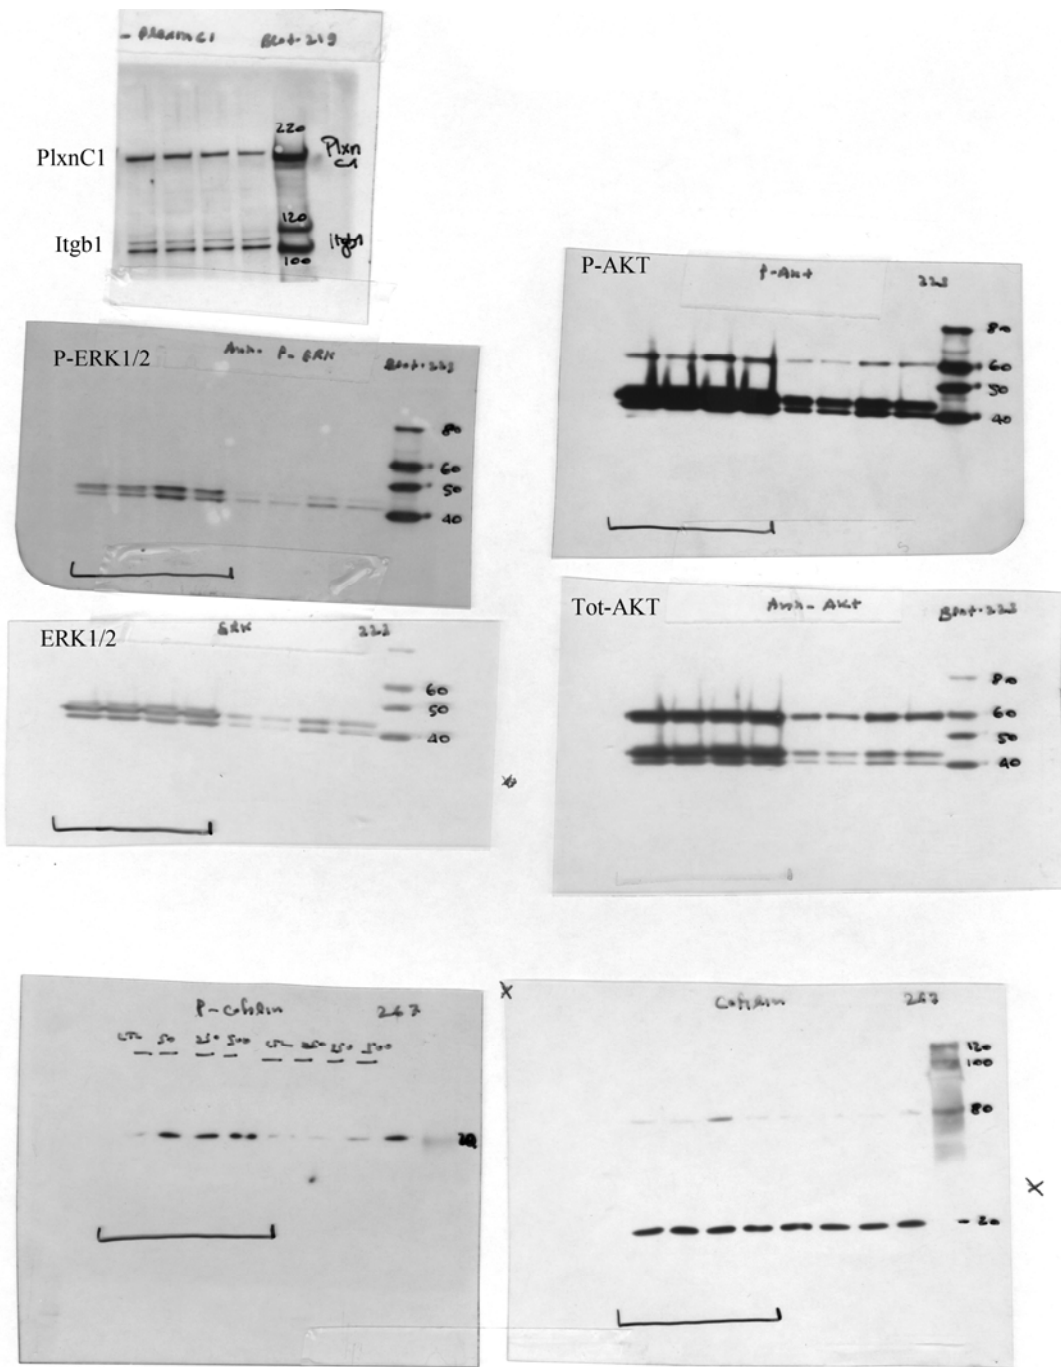 - PlexinC1 Blot-219
220
PlxnC1 Plxn
C1
120
Itgb1 Itgb1
100
P-AKT P-Akt 223
80
60
50
40
P-ERK1/2 Anti- P-ERK Blot-223
80
60
50
40
ERK1/2 ERK 223
60
50
40
Tot-AKT Anti-AKt Blot-223
80
60
50
40
P-cofilin 267
CTL 50 250 500 CTL 250 500
20
X
Cofilin 267
120
100
80
- 20
X